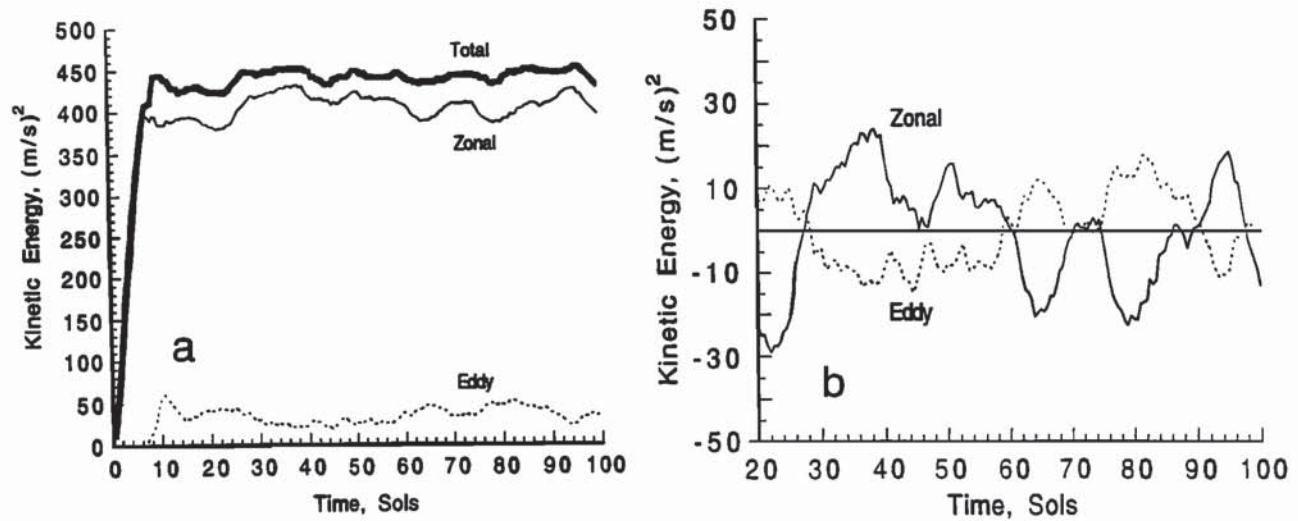 500
450
400
350
300
250
200
150
100
50
0
Kinetic Energy, (m/s)²
Total
Zonal
a
Eddy
0 10 20 30 40 50 60 70 80 90 100
Time, Sols
50
30
10
-10
-30
-50
Kinetic Energy, (m/s)²
Zonal
Eddy
b
20 30 40 50 60 70 80 90 100
Time, Sols